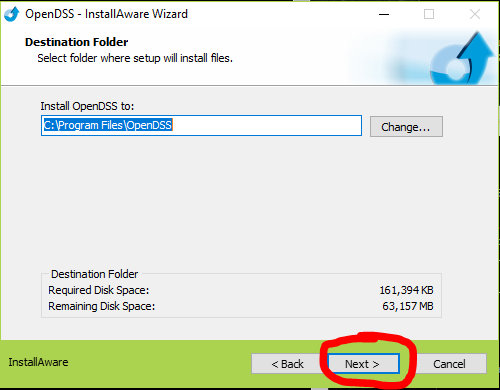 OpenDSS - InstallAware Wizard
Destination Folder
Select folder where setup will install files.
Install OpenDSS to:
C:\Program Files\OpenDSS
Change...
Destination Folder
Required Disk Space: 161,394 KB
Remaining Disk Space: 63,157 MB
InstallAware
< Back
Next >
Cancel